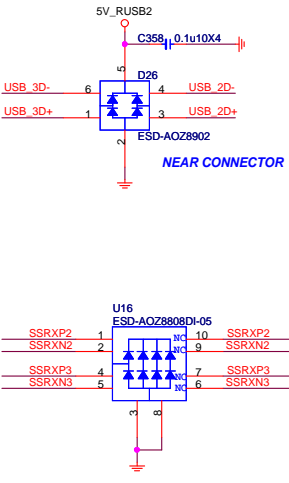 5V_RUSB2
C358 0.1u10X4
5 D26
USB_3D- 6 4 USB_2D-
USB_3D+ 1 3 USB_2D+
2 ESD-AOZ8902
NEAR CONNECTOR
U16
ESD-AOZ8808DI-05
SSRXP2 1 NC 10 SSRXP2
SSRXN2 2 NC 9 SSRXN2
SSRXP3 4 NC 7 SSRXP3
SSRXN3 5 NC 6 SSRXN3
3 8